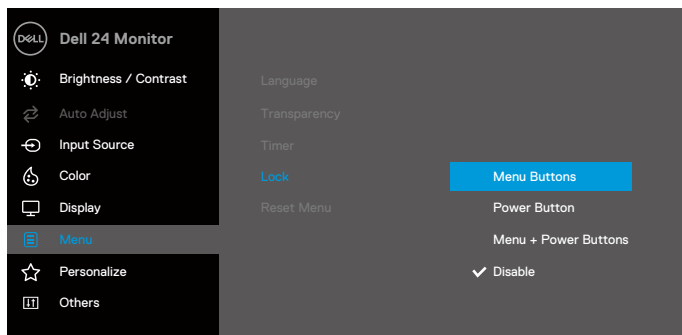 DELL
Dell 24 Monitor
Brightness / Contrast
Auto Adjust
Input Source
Color
Display
Menu
Personalize
Others
Language
Transparency
Timer
Lock
Reset Menu
Menu Buttons
Power Button
Menu + Power Buttons
Disable